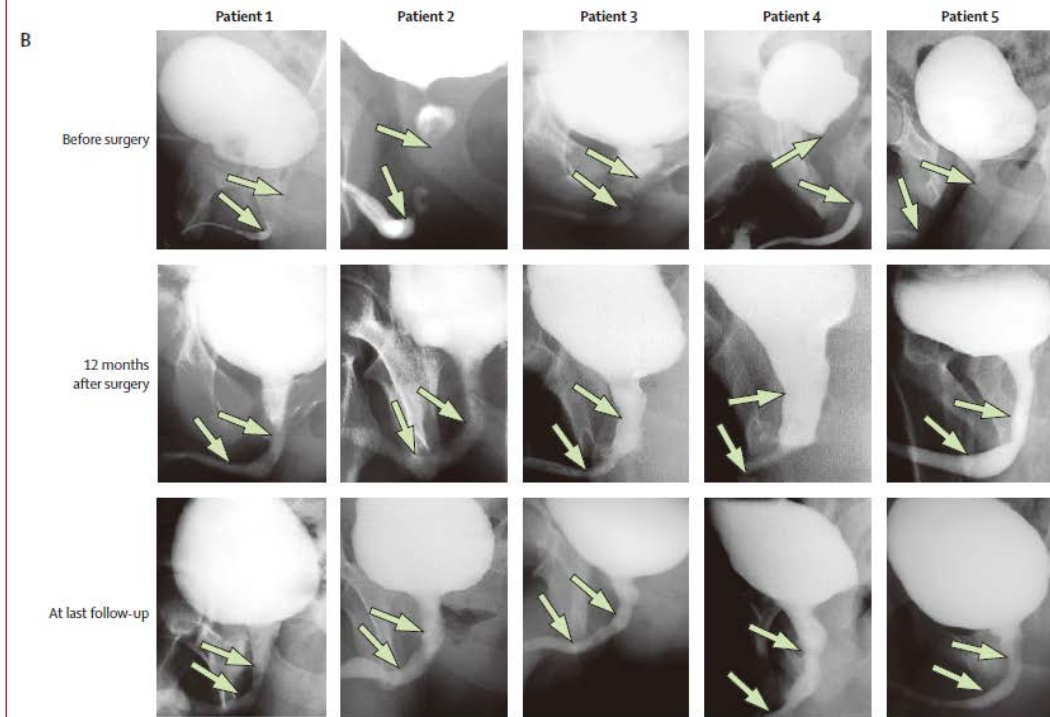 Patient 1
Patient 2
Patient 3
Patient 4
Patient 5
B
Before surgery
12 months
after surgery
At last follow-up